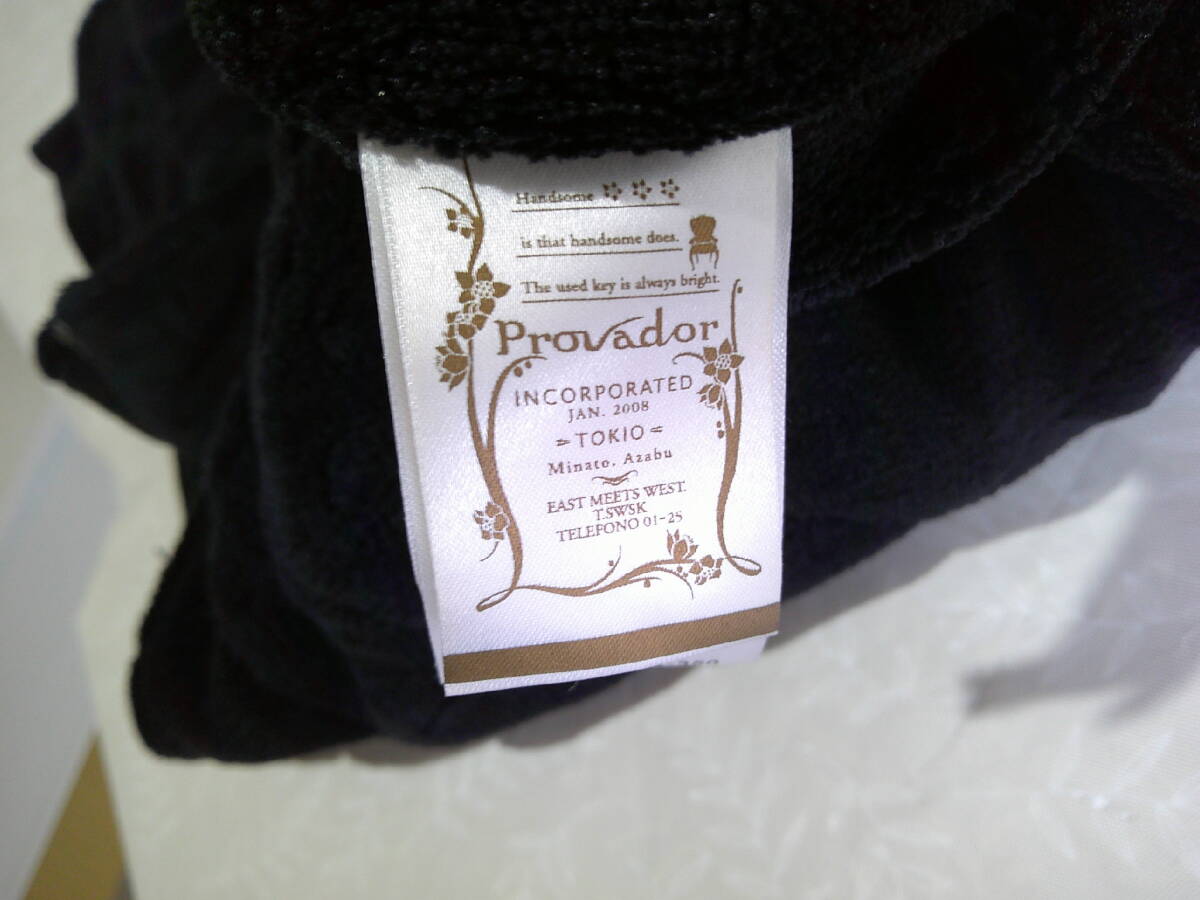 Handsome
is that handsome does.
The used key is always bright.
Provador
INCORPORATED
JAN. 2008
TOKIO
Minato, Azabu
EAST MEETS WEST.
T.SWSK
TELEFONO 01-25